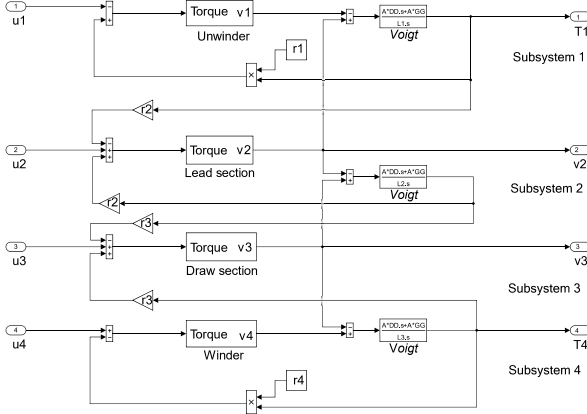 1
u1
Torque v1
Unwinder
A*DD.s+A*GG
L1.s
Voigt
1
T1
r1
×
Subsystem 1
r2
2
u2
Torque v2
Lead section
2
v2
A*DD.s+A*GG
L2.s
Voigt
Subsystem 2
r2
r3
3
u3
Torque v3
Draw section
3
v3
Subsystem 3
r3
4
u4
Torque v4
Winder
A*DD.s+A*GG
L3.s
Voigt
4
T4
Subsystem 4
r4
×